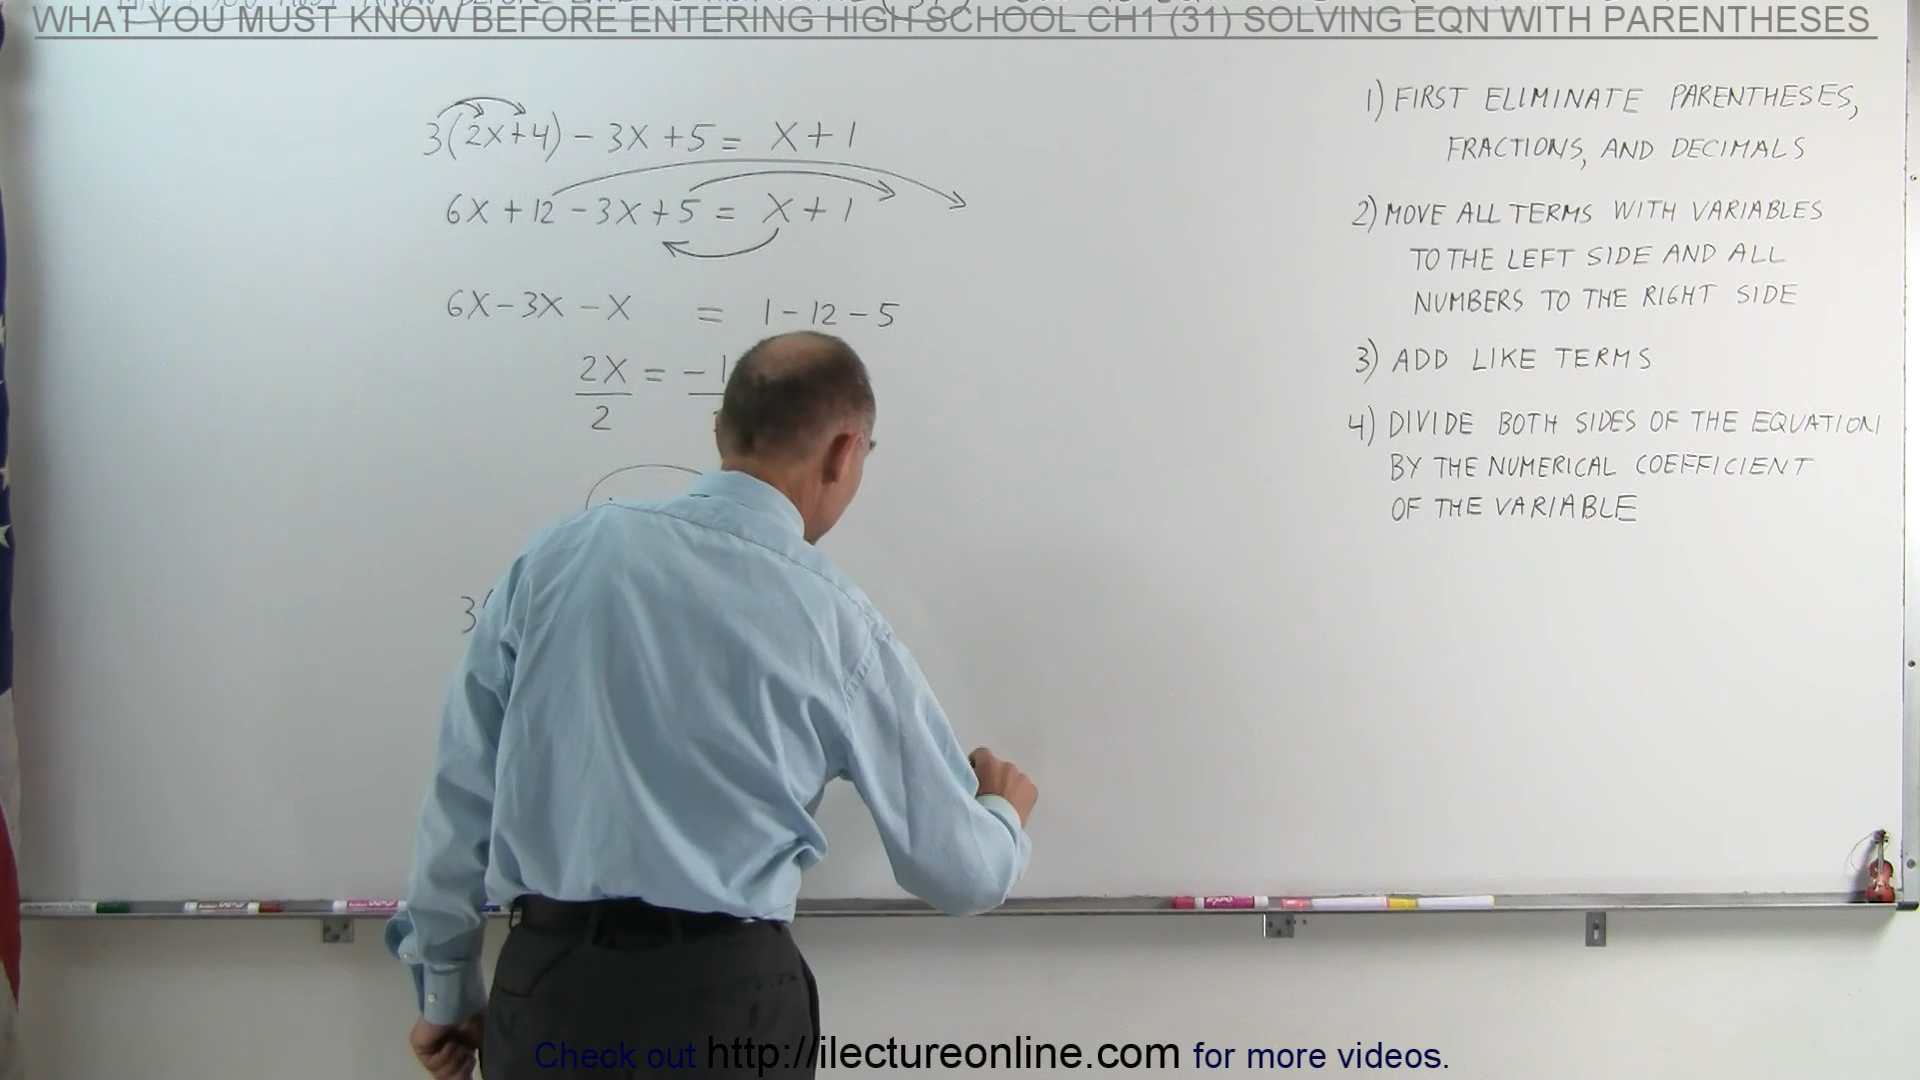 WHAT YOU MUST KNOW BEFORE ENTERING HIGH SCHOOL CH1 (31) SOLVING EQN WITH PARENTHESES
3(2X+4) - 3X + 5 = X + 1
6X + 12 - 3X + 5 = X + 1
6X - 3X - X = 1 - 12 - 5
2X = -1
2
3(
1) FIRST ELIMINATE PARENTHESES,
FRACTIONS, AND DECIMALS
2) MOVE ALL TERMS WITH VARIABLES
TO THE LEFT SIDE AND ALL
NUMBERS TO THE RIGHT SIDE
3) ADD LIKE TERMS
4) DIVIDE BOTH SIDES OF THE EQUATION
BY THE NUMERICAL COEFFICIENT
OF THE VARIABLE
Check out http://ilectureonline.com for more videos.